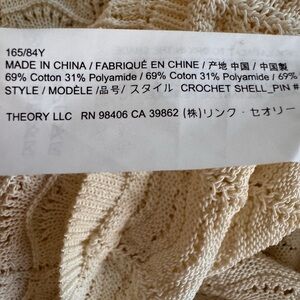 165/84Y
MADE IN CHINA / FABRIQUÉ EN CHINE / 产地 中国 / 中国製
69% Cotton 31% Polyamide / 69% Coton 31% Polyamide / 69%
STYLE / MODÈLE /品号/ スタイル CROCHET SHELL_PIN #
THEORY LLC RN 98406 CA 39862 (株)リンク・セオリー